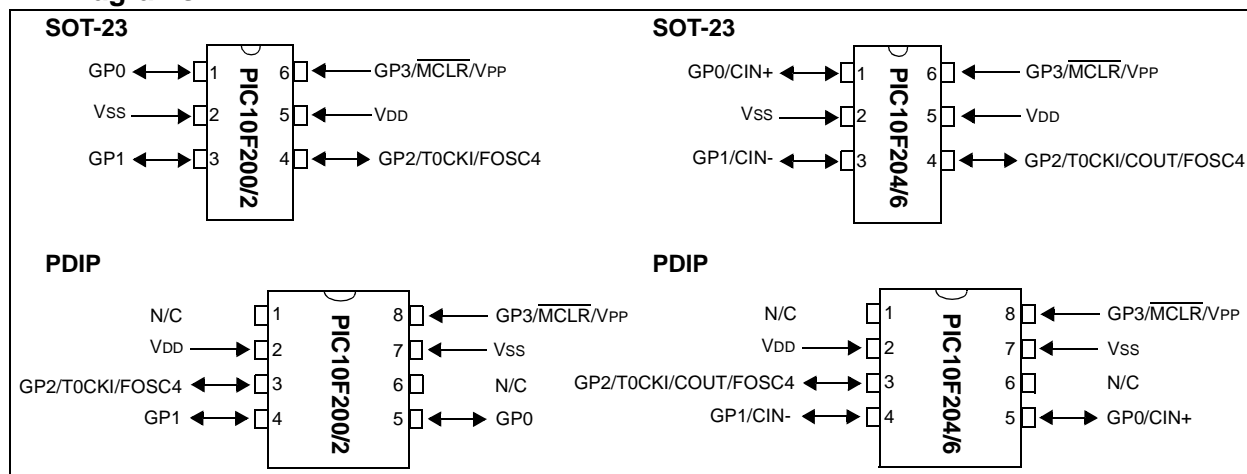 SOT-23
GP0
1
VSS
2
GP1
3
PIC10F200/2
6
GP3/MCLR/VPP
5
VDD
4
GP2/T0CKI/FOSC4
SOT-23
GP0/CIN+
1
VSS
2
GP1/CIN-
3
PIC10F204/6
6
GP3/MCLR/VPP
5
VDD
4
GP2/T0CKI/COUT/FOSC4
PDIP
N/C
1
VDD
2
GP2/T0CKI/FOSC4
3
GP1
4
PIC10F200/2
8
GP3/MCLR/VPP
7
VSS
6
N/C
5
GP0
PDIP
N/C
1
VDD
2
GP2/T0CKI/COUT/FOSC4
3
GP1/CIN-
4
PIC10F204/6
8
GP3/MCLR/VPP
7
VSS
6
N/C
5
GP0/CIN+